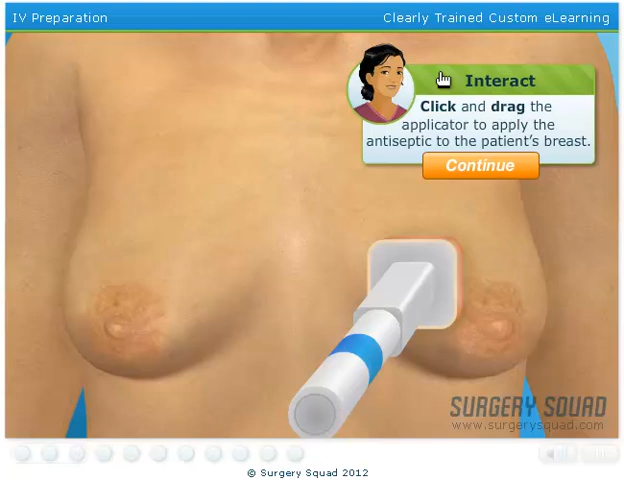 IV Preparation
Clearly Trained Custom eLearning
Interact
Click and drag the
applicator to apply the
antiseptic to the patient's breast.
Continue
SURGERY SQUAD
www.surgerysquad.com
© Surgery Squad 2012